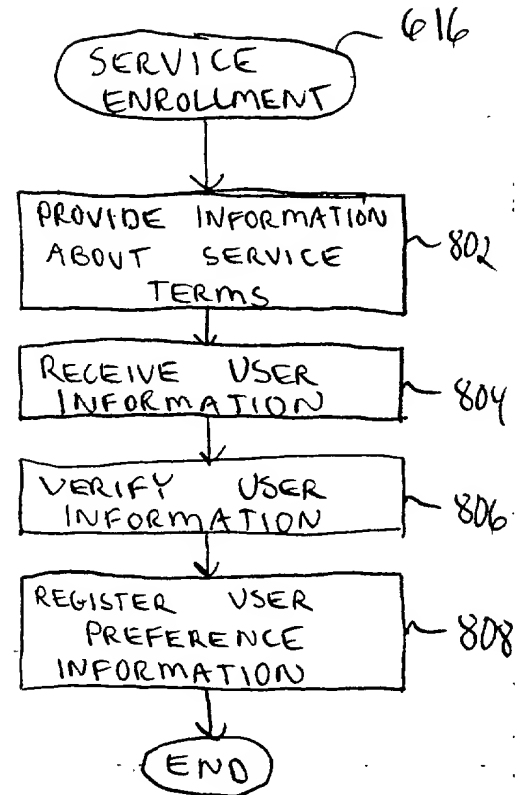 616
SERVICE
ENROLLMENT
PROVIDE INFORMATION
ABOUT SERVICE
TERMS
802
RECEIVE USER
INFORMATION
804
VERIFY USER
INFORMATION
806
REGISTER USER
PREFERENCE
INFORMATION
808
END